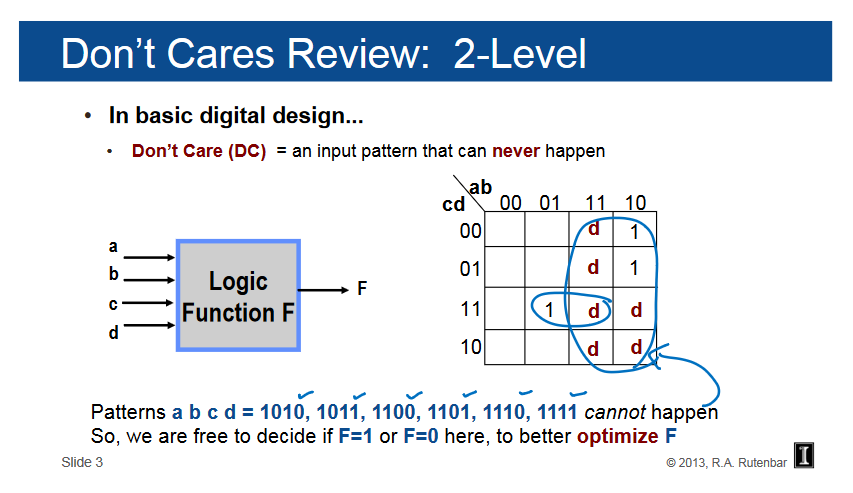 Don't Cares Review: 2-Level
• In basic digital design...
• Don't Care (DC) = an input pattern that can never happen
ab
cd 00 01 11 10
00 d 1
01 d 1
11 1 d d
10 d d
a
b
c
d
Logic
Function F
F
Patterns a b c d = 1010, 1011, 1100, 1101, 1110, 1111 cannot happen
So, we are free to decide if F=1 or F=0 here, to better optimize F
Slide 3
© 2013, R.A. Rutenbar
I